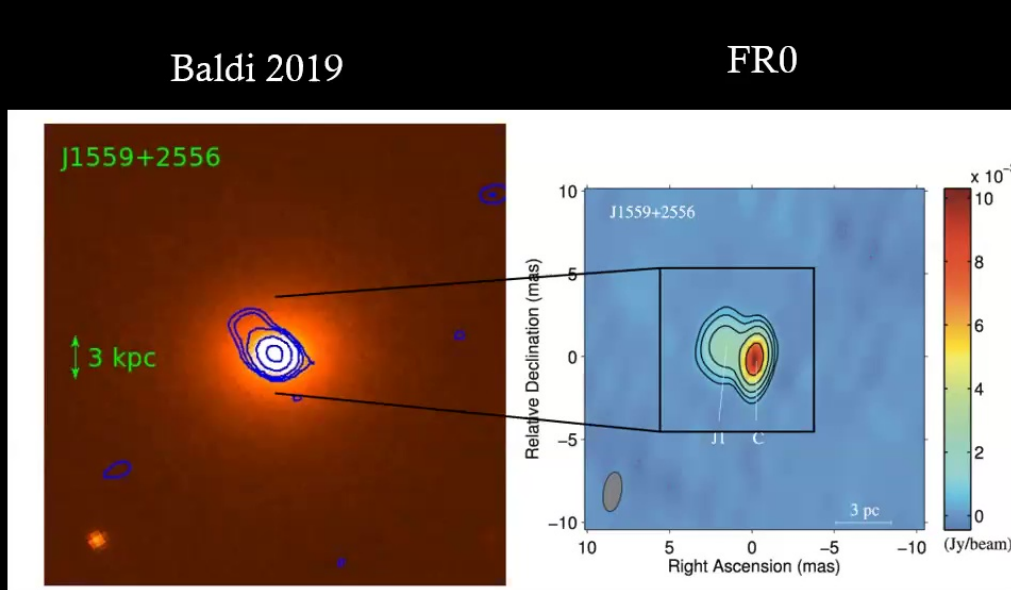 Baldi 2019
FR0
J1559+2556
3 kpc
J1559+2556
x 10
10
5
0
−5
−10
Relative Declination (mas)
J1
C
3 pc
10
5
0
−5
−10
Right Ascension (mas)
10
8
6
4
2
0
(Jy/beam)